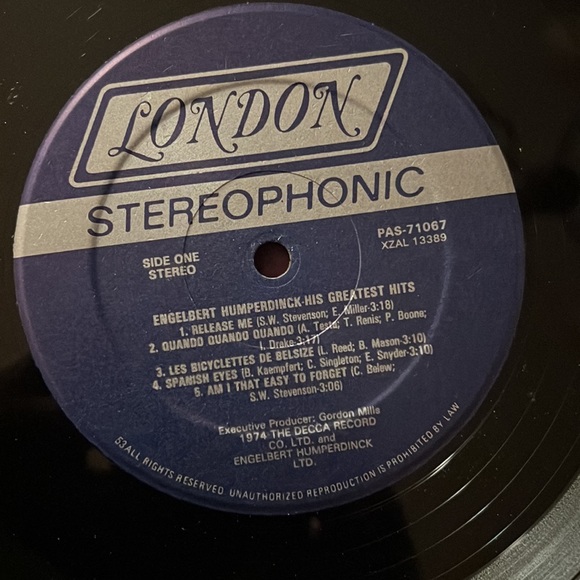 LONDON
STEREOPHONIC
PAS-71067
XZAL 13389
SIDE ONE
STEREO
ENGELBERT HUMPERDINCK-HIS GREATEST HITS
1. RELEASE ME (S.W. Stevenson; E. Miller-3:18)
2. QUANDO QUANDO QUANDO (A. Testa; T. Renis; P. Boone;
Drake-3:17)
3. LES BICYCLETTES DE BELSIZE (L. Reed; B. Mason-3:10)
4. SPANISH EYES (B. Kaempfert; C. Singleton; E. Snyder-3:10)
5. AM I THAT EASY TO FORGET (C. Belew;
S.W. Stevenson-3:06)
Executive Producer: Gordon Mills
1974 THE DECCA RECORD
CO. LTD. and
ENGELBERT HUMPERDINCK
LTD.
53 ALL RIGHTS RESERVED UNAUTHORIZED REPRODUCTION IS PROHIBITED BY LAW